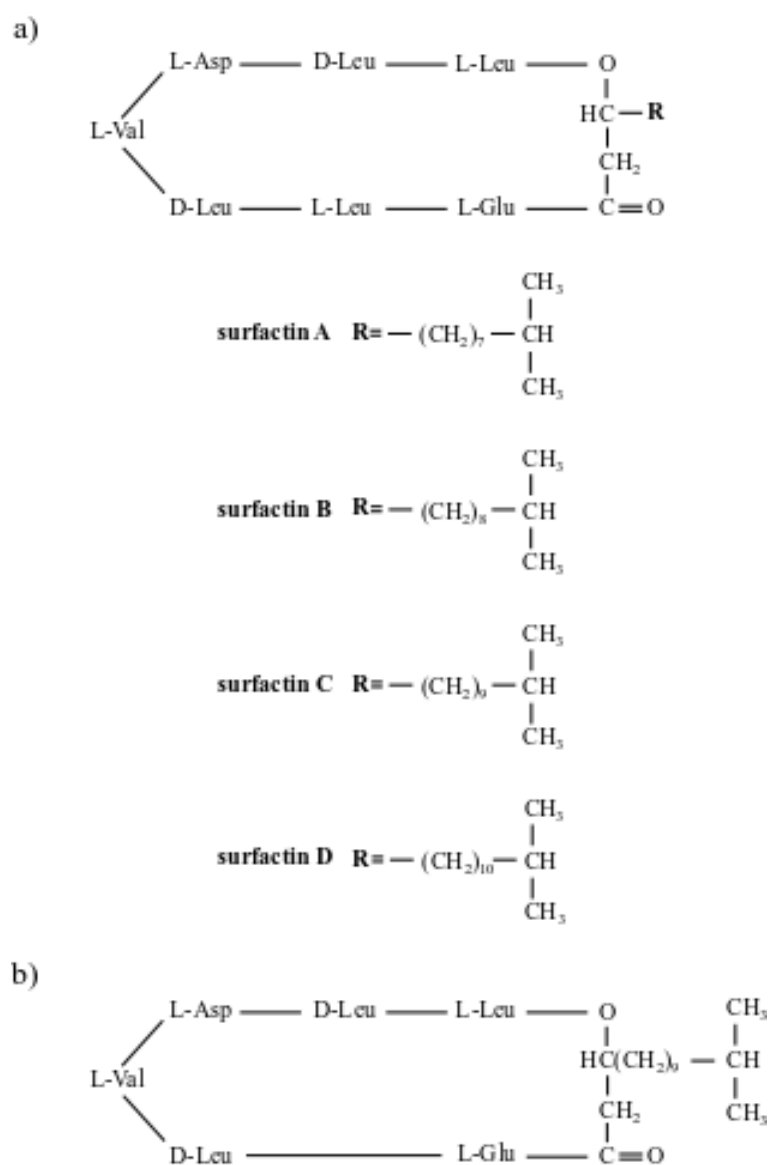 a)
L-Asp D-Leu L-Leu O
HC R
L-Val
CH₂
D-Leu L-Leu L-Glu C=O
CH₃
surfactin A R= (CH₂)₇ CH
CH₃
CH₃
surfactin B R= (CH₂)₈ CH
CH₃
CH₃
surfactin C R= (CH₂)₉ CH
CH₃
CH₃
surfactin D R= (CH₂)₁₀ CH
CH₃
b)
L-Asp D-Leu L-Leu O CH₃
HC(CH₂)₉ CH
L-Val
CH₂ CH₃
D-Leu L-Glu C=O